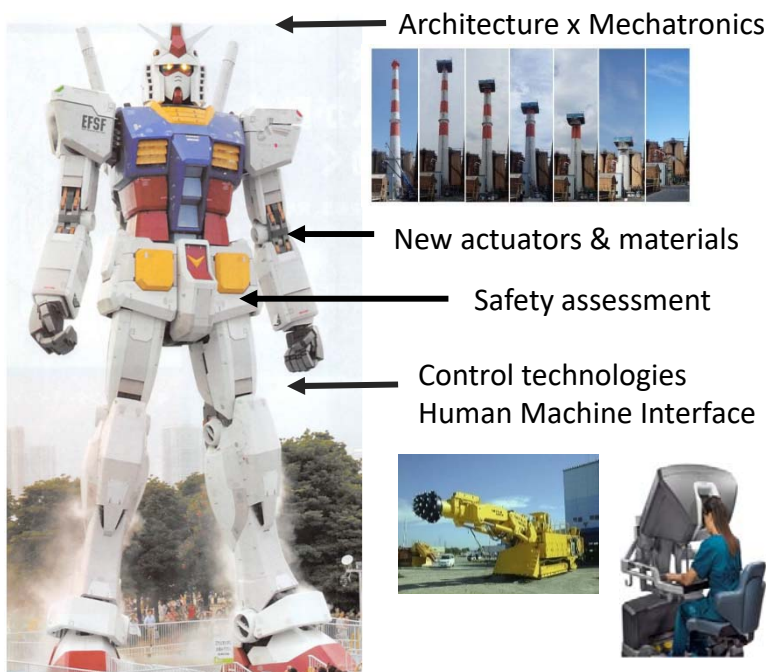 Architecture x Mechatronics
EFSF
New actuators & materials
Safety assessment
Control technologies
Human Machine Interface